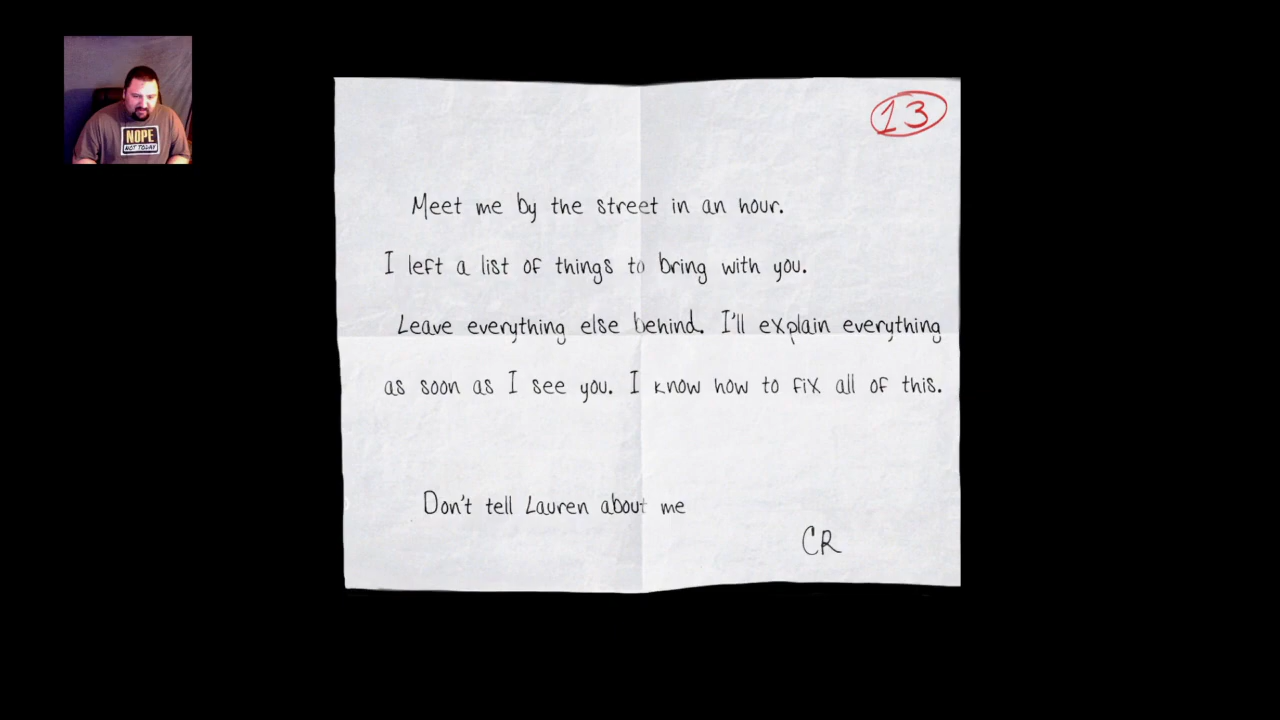 NOPE
NOT TODAY
13
Meet me by the street in an hour.
I left a list of things to bring with you.
Leave everything else behind. I'll explain everything
as soon as I see you. I know how to fix all of this.
Don't tell Lauren about me
CR